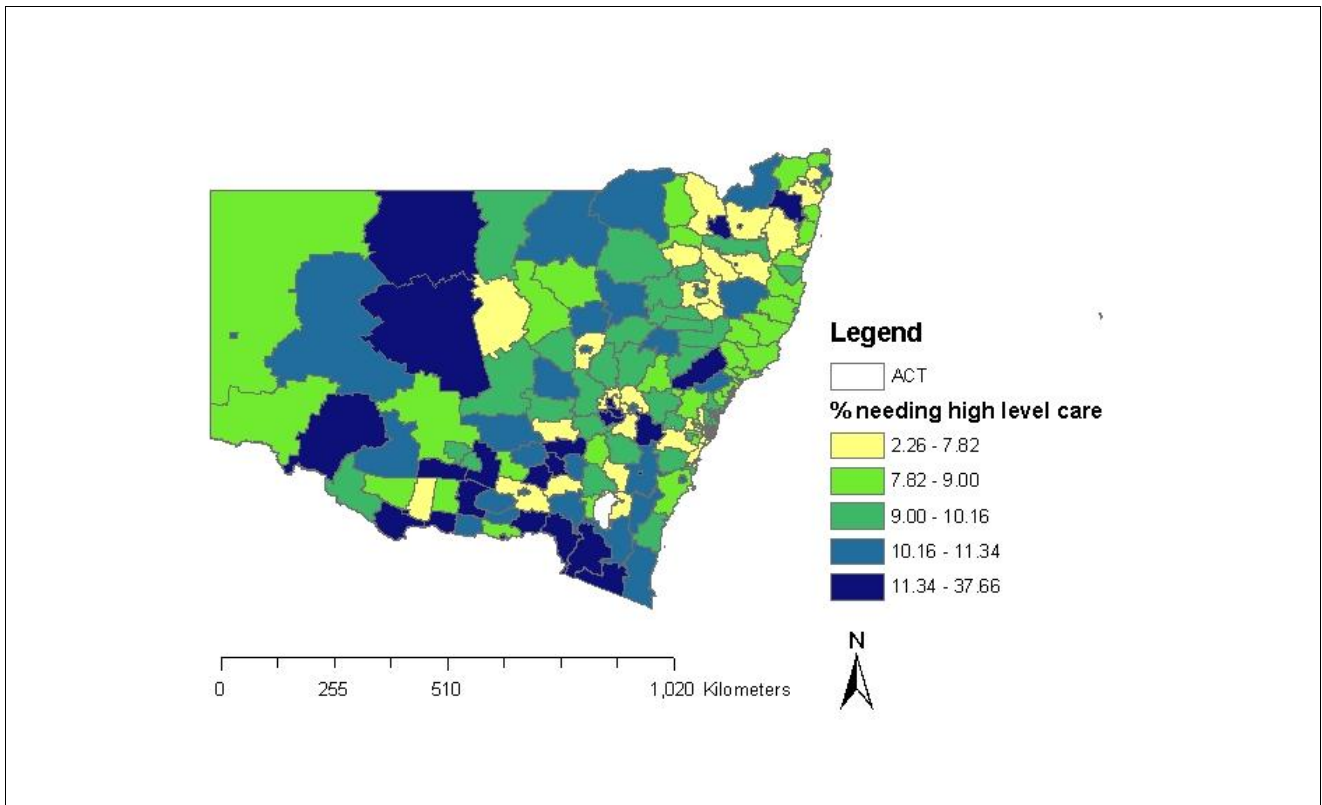 Legend
ACT
% needing high level care
2.26 - 7.82
7.82 - 9.00
9.00 - 10.16
10.16 - 11.34
11.34 - 37.66
N
0 255 510 1,020 Kilometers